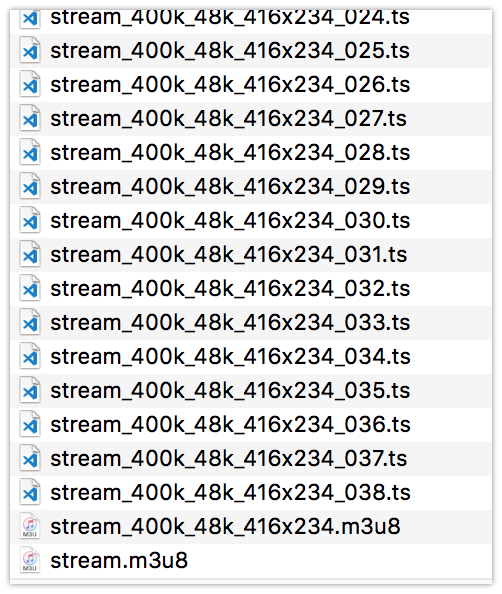 stream_400k_48k_416x234_024.ts
stream_400k_48k_416x234_025.ts
stream_400k_48k_416x234_026.ts
stream_400k_48k_416x234_027.ts
stream_400k_48k_416x234_028.ts
stream_400k_48k_416x234_029.ts
stream_400k_48k_416x234_030.ts
stream_400k_48k_416x234_031.ts
stream_400k_48k_416x234_032.ts
stream_400k_48k_416x234_033.ts
stream_400k_48k_416x234_034.ts
stream_400k_48k_416x234_035.ts
stream_400k_48k_416x234_036.ts
stream_400k_48k_416x234_037.ts
stream_400k_48k_416x234_038.ts
M3U stream_400k_48k_416x234.m3u8
M3U stream.m3u8